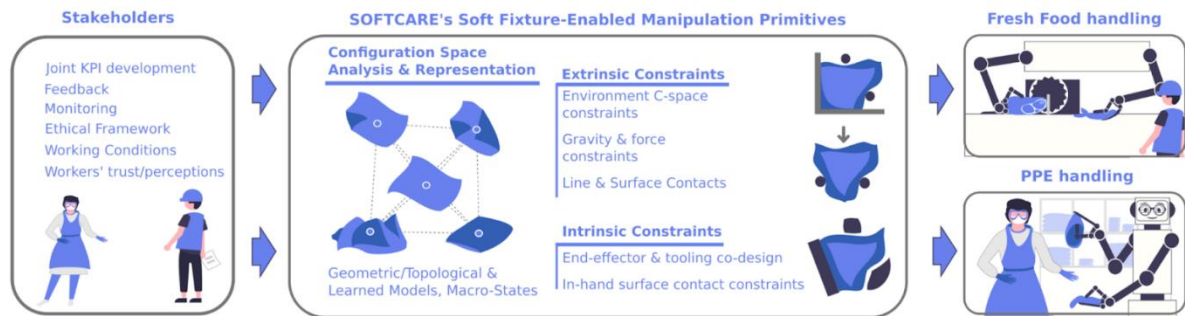 Stakeholders
Joint KPI development
Feedback
Monitoring
Ethical Framework
Working Conditions
Workers' trust/perceptions
SOFTCARE's Soft Fixture-Enabled Manipulation Primitives
Configuration Space
Analysis & Representation
Geometric/Topological &
Learned Models, Macro-States
Extrinsic Constraints
Environment C-space
constraints
Gravity & force
constraints
Line & Surface Contacts
Intrinsic Constraints
End-effector & tooling co-design
In-hand surface contact constraints
Fresh Food handling
PPE handling